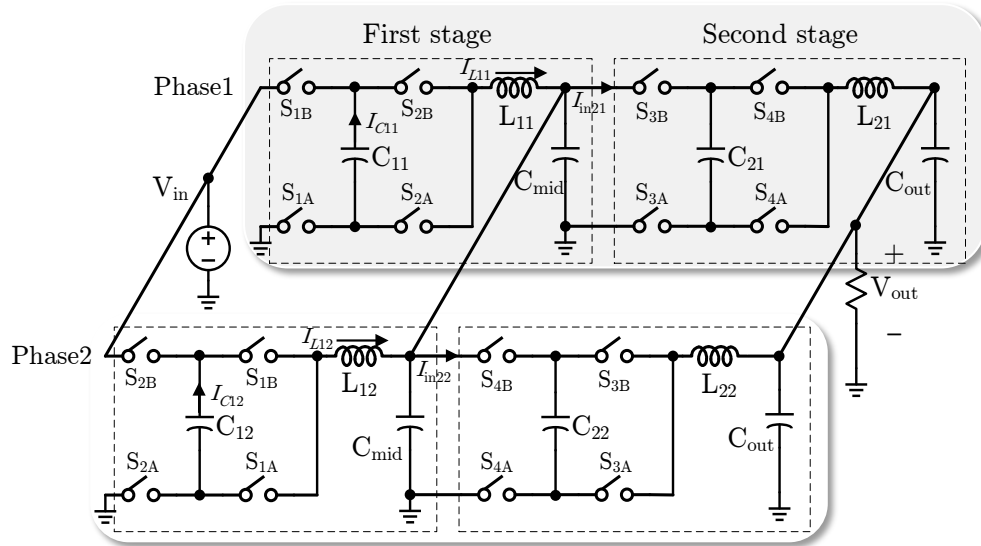 First stage Second stage
Phase1 S1B S2B IL11 L11 Iin21 S3B S4B L21
IC11 C11 Cmid C21 Cout
Vin S1A S2A S3A S4A
+
−
+
Vout
−
Phase2 S2B S1B IL12 L12 Iin22 S4B S3B L22
IC12 C12 Cmid C22 Cout
S2A S1A S4A S3A